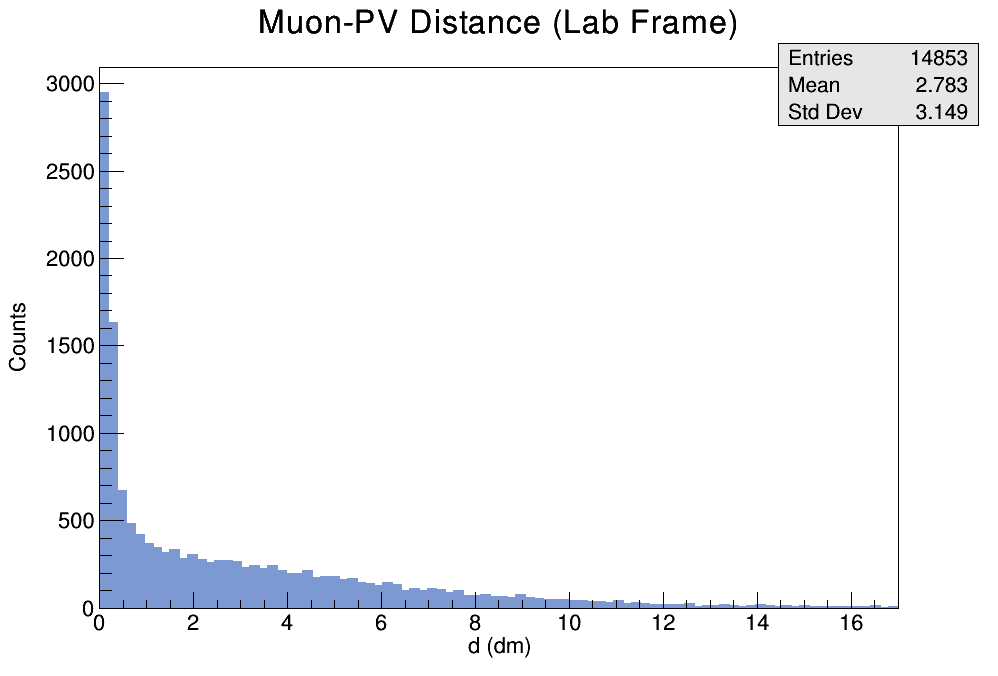 Muon-PV Distance (Lab Frame)
Entries 14853
Mean 2.783
Std Dev 3.149
3000
2500
2000
1500
1000
500
0
Counts
0 2 4 6 8 10 12 14 16
d (dm)